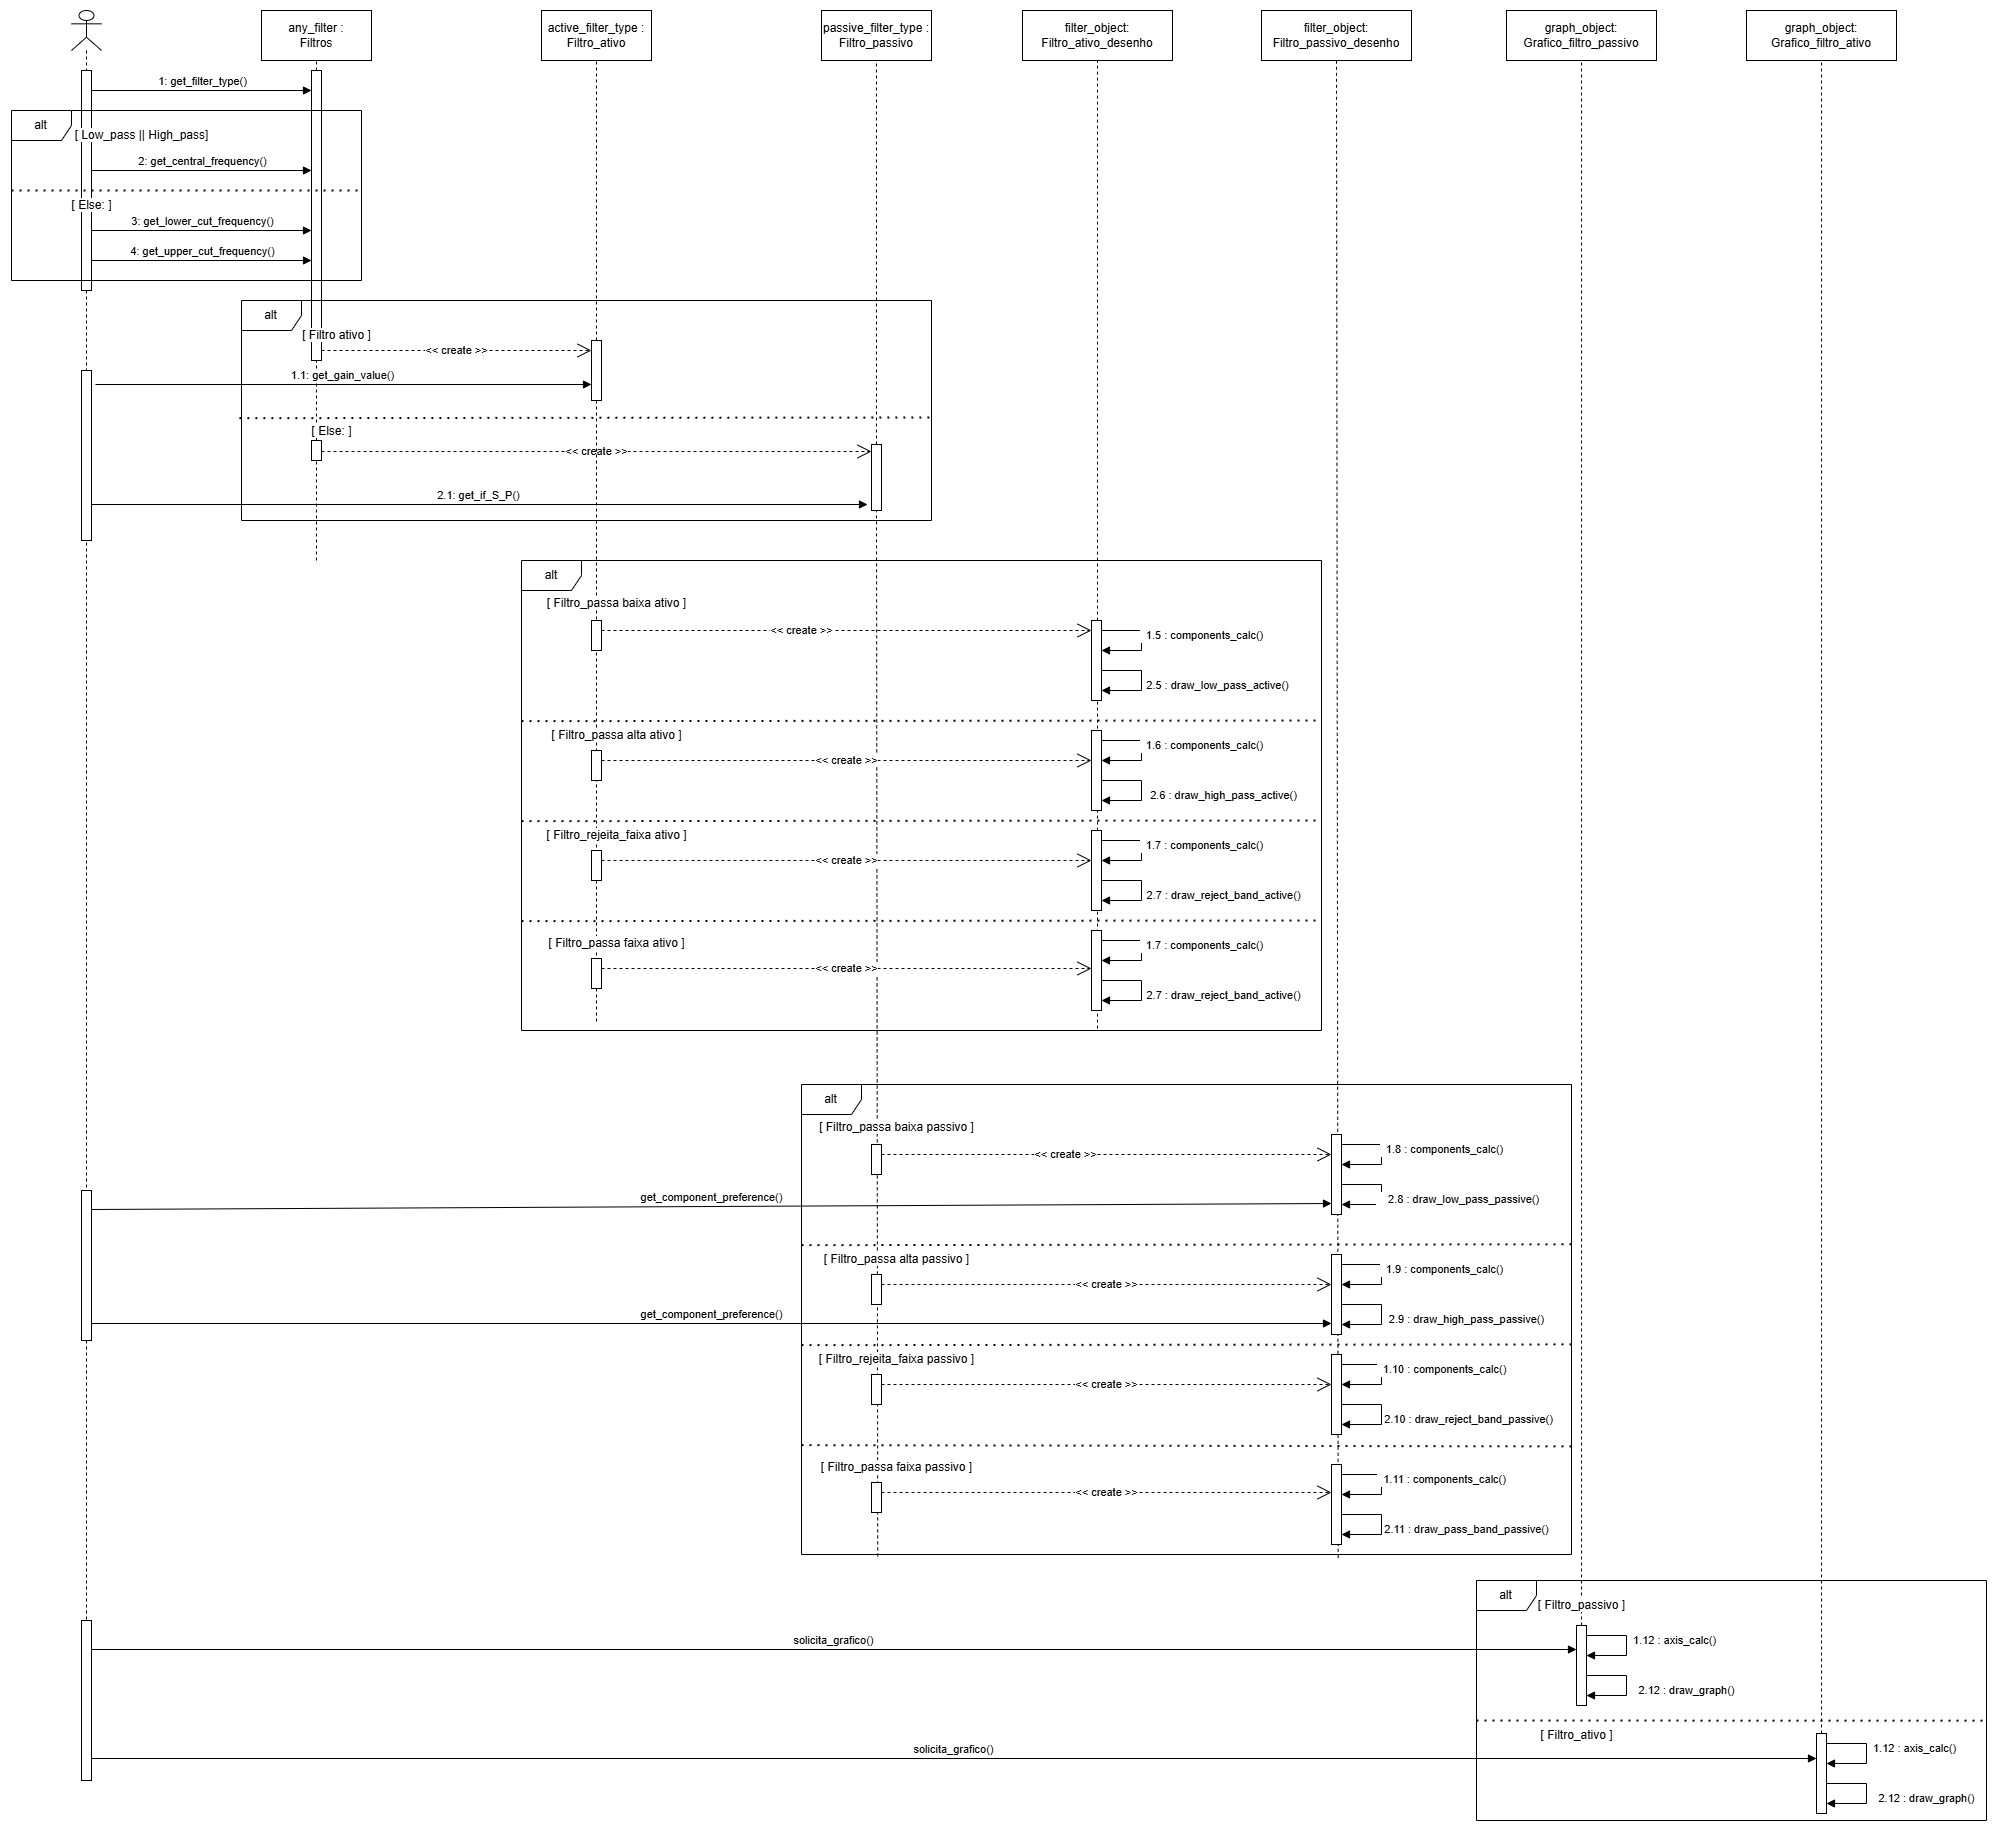 any_filter :
Filtros
active_filter_type :
Filtro_ativo
passive_filter_type :
Filtro_passivo
filter_object:
Filtro_ativo_desenho
filter_object:
Filtro_passivo_desenho
graph_object:
Grafico_filtro_passivo
graph_object:
Grafico_filtro_ativo
1: get_filter_type()
alt
[ Low_pass || High_pass]
2: get_central_frequency()
[ Else: ]
3: get_lower_cut_frequency()
4: get_upper_cut_frequency()
alt
[ Filtro ativo ]
<< create >>
1.1: get_gain_value()
[ Else: ]
<< create >>
2.1: get_if_S_P()
alt
[ Filtro_passa baixa ativo ]
<< create >>
1.5 : components_calc()
2.5 : draw_low_pass_active()
[ Filtro_passa alta ativo ]
<< create >>
1.6 : components_calc()
2.6 : draw_high_pass_active()
[ Filtro_rejeita_faixa ativo ]
<< create >>
1.7 : components_calc()
2.7 : draw_reject_band_active()
[ Filtro_passa faixa ativo ]
<< create >>
1.7 : components_calc()
2.7 : draw_reject_band_active()
alt
[ Filtro_passa baixa passivo ]
<< create >>
1.8 : components_calc()
get_component_preference()
2.8 : draw_low_pass_passive()
[ Filtro_passa alta passivo ]
<< create >>
1.9 : components_calc()
get_component_preference()
2.9 : draw_high_pass_passive()
[ Filtro_rejeita_faixa passivo ]
<< create >>
1.10 : components_calc()
2.10 : draw_reject_band_passive()
[ Filtro_passa faixa passivo ]
<< create >>
1.11 : components_calc()
2.11 : draw_pass_band_passive()
alt
[ Filtro_passivo ]
solicita_grafico()
1.12 : axis_calc()
2.12 : draw_graph()
[ Filtro_ativo ]
solicita_grafico()
1.12 : axis_calc()
2.12 : draw_graph()